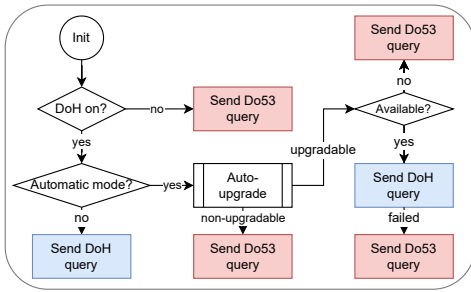 Init
Send Do53
query
no
DoH on?
no
Send Do53
query
Available?
yes
upgradable
yes
Automatic mode?
yes
Auto-
upgrade
Send DoH
query
no
non-upgradable
failed
Send DoH
query
Send Do53
query
Send Do53
query